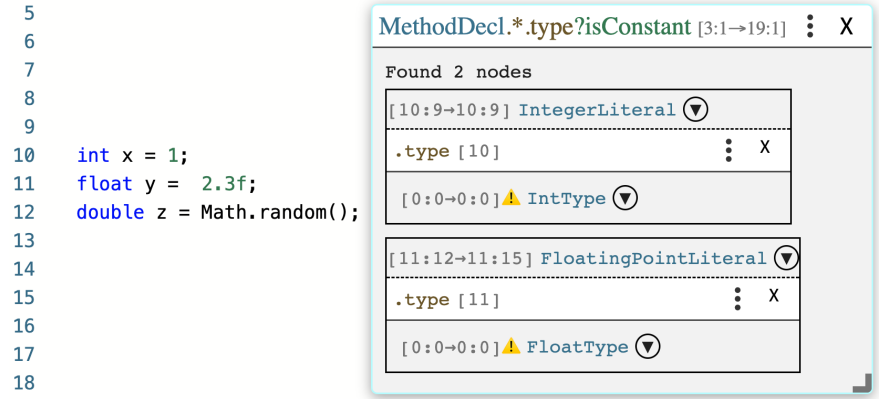 5
6
7
8
9
10 int x = 1;
11 float y =  2.3f;
12 double z = Math.random();
13
14
15
16
17
18
MethodDecl.*.type?isConstant [3:1→19:1] ⋮ X
Found 2 nodes
[10:9→10:9] IntegerLiteral ▼
.type [10] ⋮ X
[0:0→0:0]⚠ IntType ▼
[11:12→11:15] FloatingPointLiteral ▼
.type [11] ⋮ X
[0:0→0:0]⚠ FloatType ▼